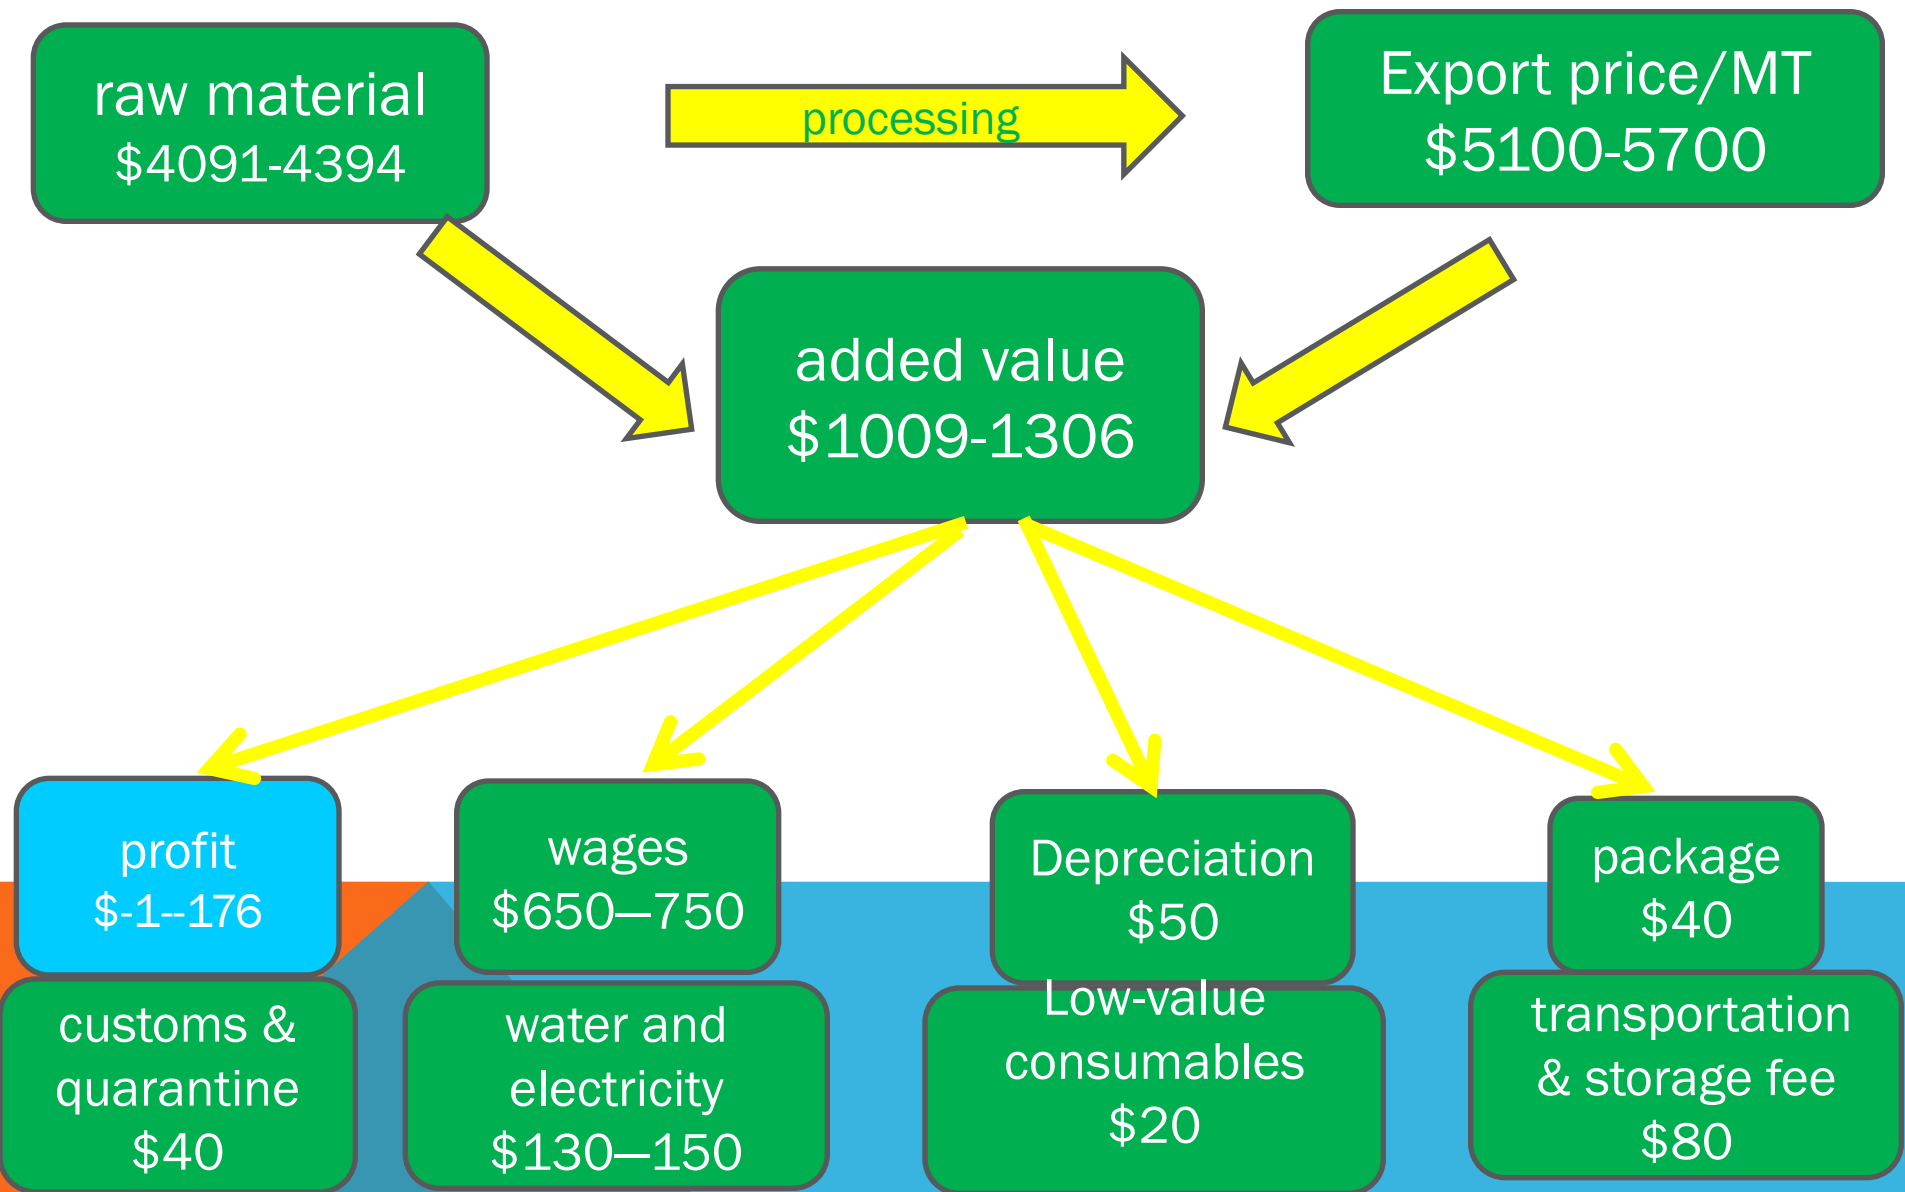 raw material
$4091-4394
processing
Export price/MT
$5100-5700
added value
$1009-1306
profit
$-1--176
wages
$650—750
Depreciation
$50
package
$40
customs &
quarantine
$40
water and
electricity
$130—150
Low-value
consumables
$20
transportation
& storage fee
$80